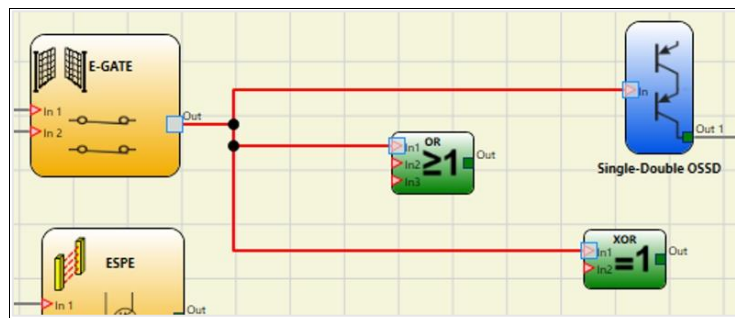 E-GATE
In 1
In 2
Out
In
Out 1
Single-Double OSSD
OR
In1
In2
In3
≥1
Out
XOR
In1
In2
=1
Out
ESPE
In 1
Out